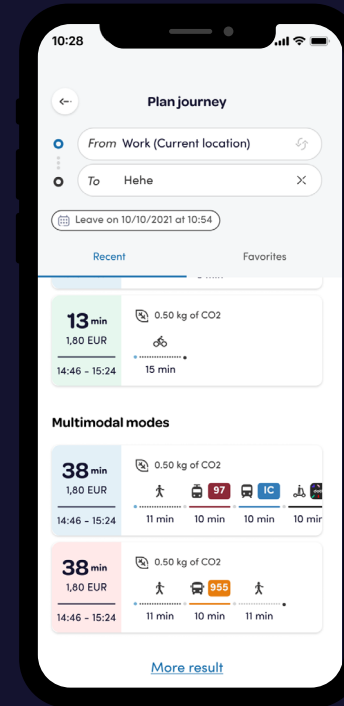 10:28
Plan journey
From Work (Current location)
To Hehe
Leave on 10/10/2021 at 10:54
Recent Favorites
13 min
0.50 kg of CO2
1,80 EUR
14:46 - 15:24
15 min
Multimodal modes
38 min
0.50 kg of CO2
1,80 EUR
97 IC
14:46 - 15:24
11 min 10 min 10 min 10 min
38 min
0.50 kg of CO2
1,80 EUR
955
14:46 - 15:24
11 min 10 min 11 min
More result